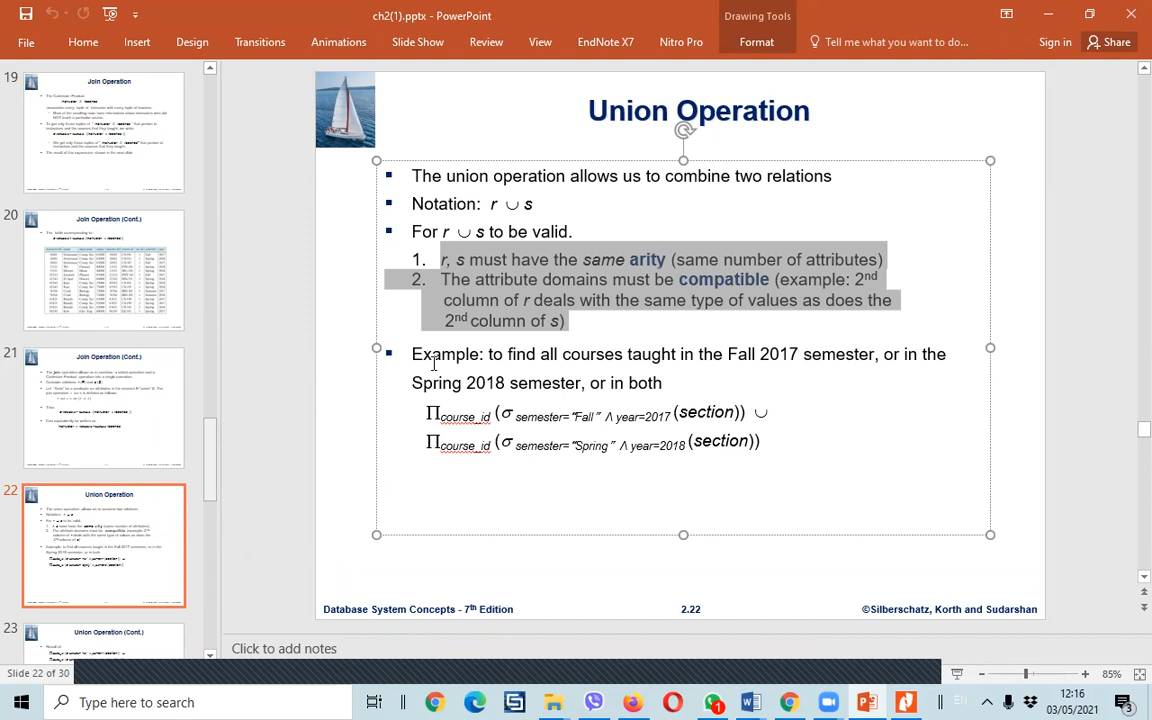 ch2(1).pptx - PowerPoint
Drawing Tools
File Home Insert Design Transitions Animations Slide Show Review View EndNote X7 Nitro Pro Format Tell me what you want to do... Sign in Share
19
Join Operation
20
Join Operation (Cont.)
21
Join Operation (Cont.)
22
Union Operation
23
Union Operation (Cont.)
Union Operation
▪ The union operation allows us to combine two relations
▪ Notation: r ∪ s
▪ For r ∪ s to be valid.
1. r, s must have the same arity (same number of attributes)
2. The attribute domains must be compatible (example: 2nd
column of r deals with the same type of values as does the
2nd column of s)
▪ Example: to find all courses taught in the Fall 2017 semester, or in the
Spring 2018 semester, or in both
∏course_id (σ semester="Fall" Λ year=2017 (section)) ∪
∏course_id (σ semester="Spring" Λ year=2018 (section))
Database System Concepts - 7th Edition 2.22 ©Silberschatz, Korth and Sudarshan
Click to add notes
Slide 22 of 30 85%
Type here to search
12:16
03/05/2021
1
3